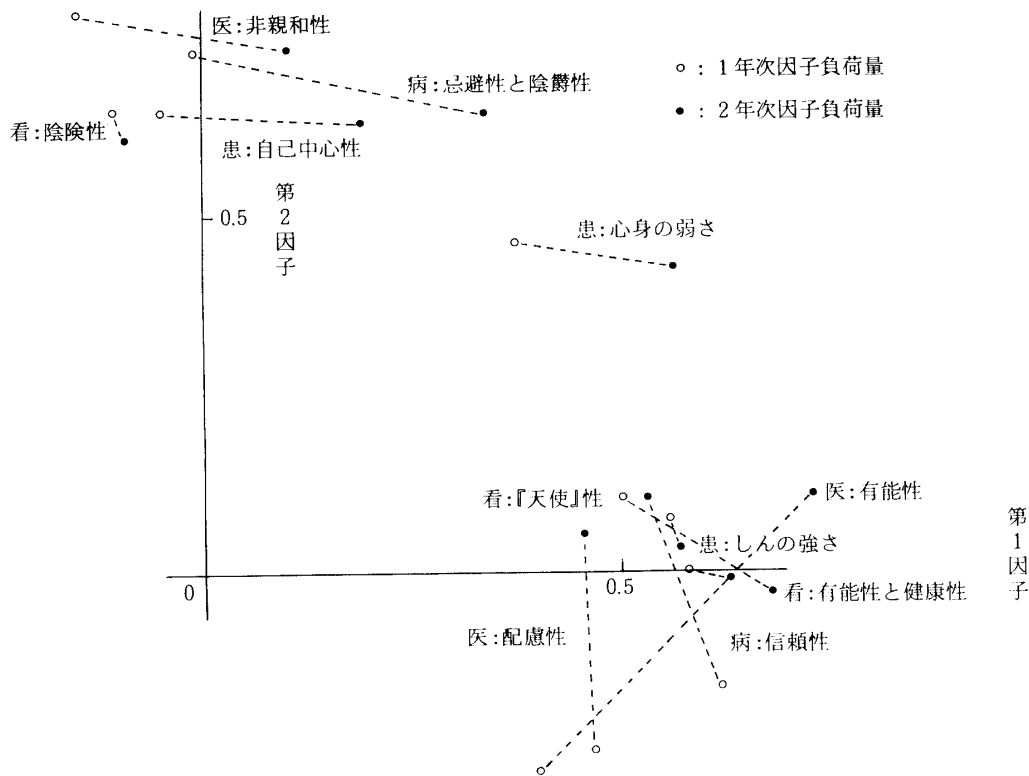 医:非親和性
○ : 1年次因子負荷量
病:忌避性と陰欝性
● : 2年次因子負荷量
看:陰険性
患:自己中心性
第2因子
0.5
患:心身の弱さ
看:『天使』性
医:有能性
第1因子
患:しんの強さ
0
0.5
看:有能性と健康性
医:配慮性
病:信頼性